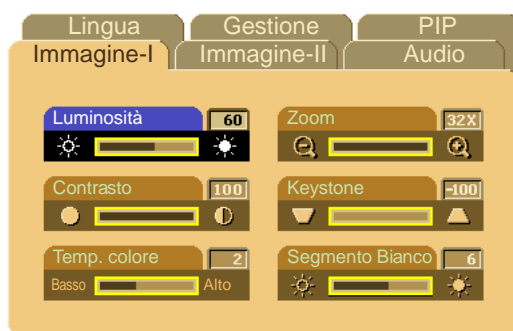 Lingua Gestione PIP
Immagine-I Immagine-II Audio
Luminosità 60
Zoom 32X
Contrasto 100
Keystone -100
Temp. colore 2
Basso Alto
Segmento Bianco 6